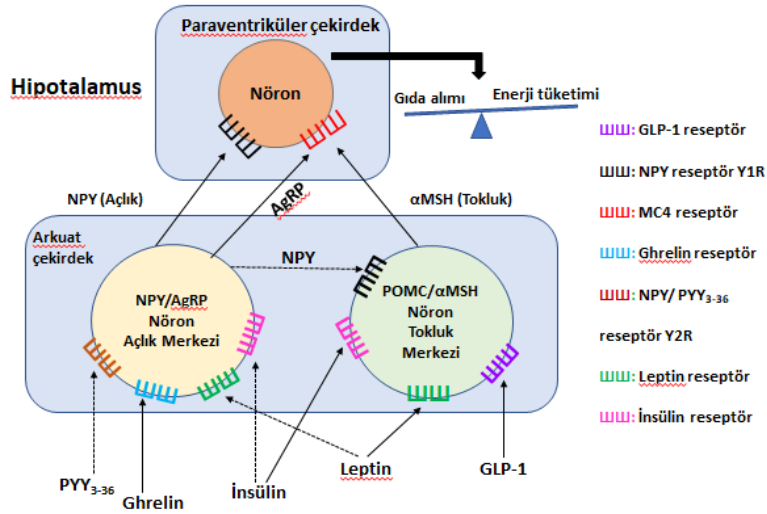 Paraventriküler çekirdek
Hipotalamus
Nöron
Gıda alımı
Enerji tüketimi
NPY (Açlık)
AgRP
αMSH (Tokluk)
Arkuat
çekirdek
NPY
NPY/AgRP
Nöron
Açlık Merkezi
POMC/αMSH
Nöron
Tokluk
Merkezi
PYY3-36
Ghrelin
İnsülin
Leptin
GLP-1
ШШ: GLP-1 reseptör
ШШ: NPY reseptör Y1R
ШШ: MC4 reseptör
ШШ: Ghrelin reseptör
ШШ: NPY/ PYY3-36
reseptör Y2R
ШШ: Leptin reseptör
ШШ: İnsülin reseptör